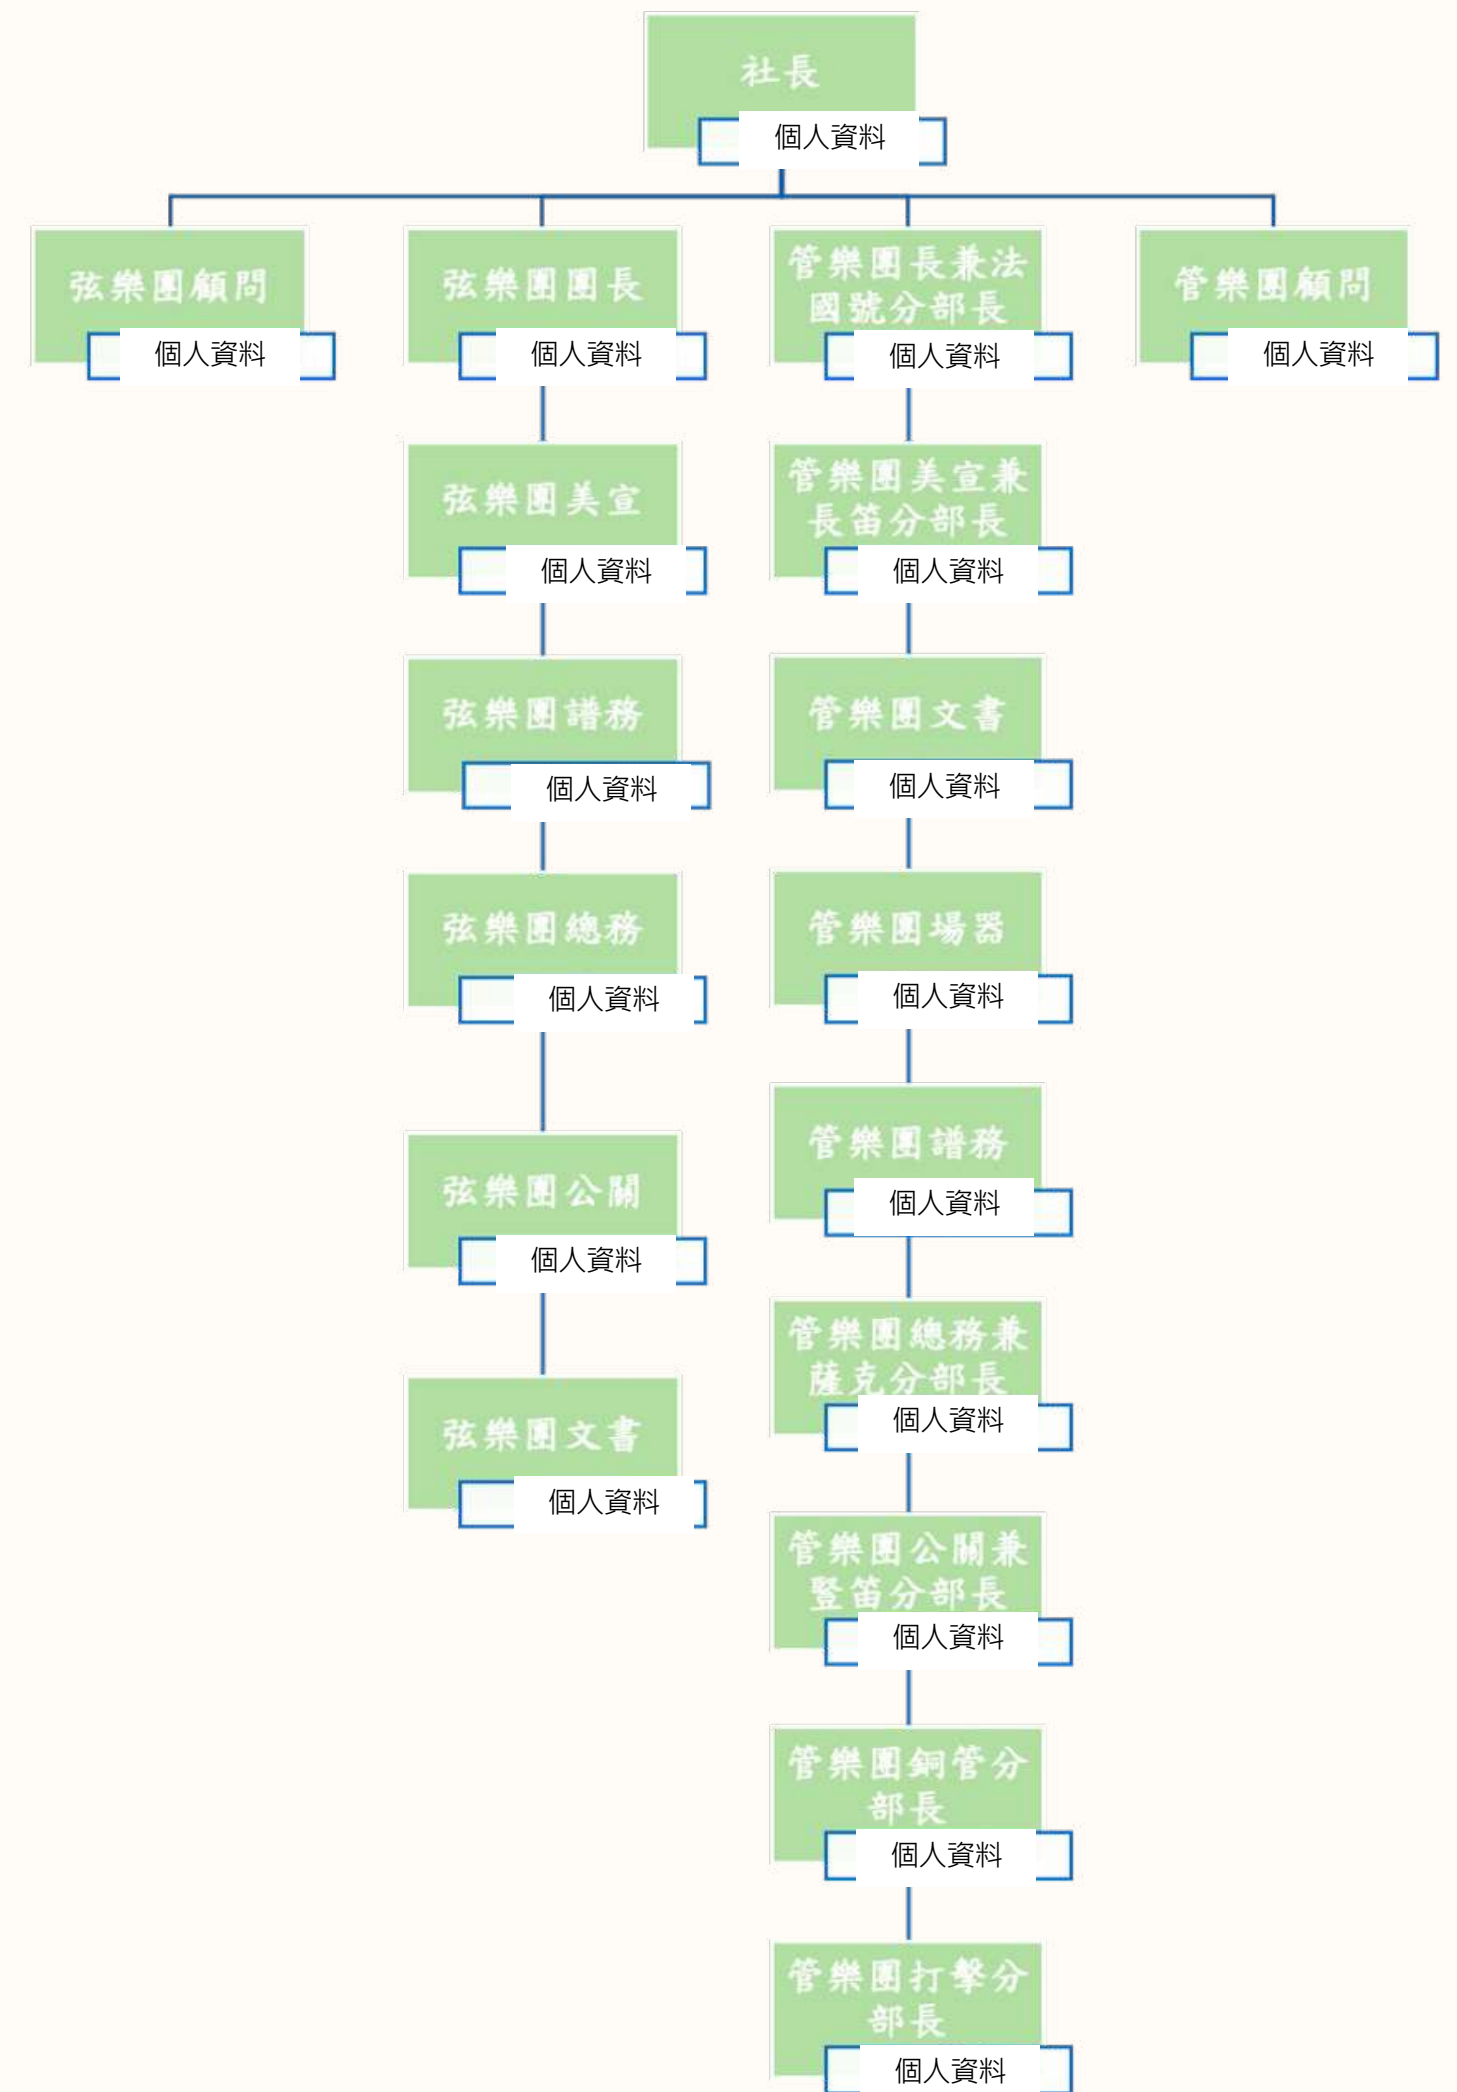 社長
個人資料
弦樂團顧問
個人資料
弦樂團團長
個人資料
管樂團長兼法
國號分部長
個人資料
管樂團顧問
個人資料
弦樂團美宣
個人資料
管樂團美宣兼
長笛分部長
個人資料
弦樂團譜務
個人資料
管樂團文書
個人資料
弦樂團總務
個人資料
管樂團場器
個人資料
弦樂團公關
個人資料
管樂團譜務
個人資料
弦樂團文書
個人資料
管樂團總務兼
薩克分部長
個人資料
管樂團公關兼
豎笛分部長
個人資料
管樂團銅管分
部長
個人資料
管樂團打擊分
部長
個人資料